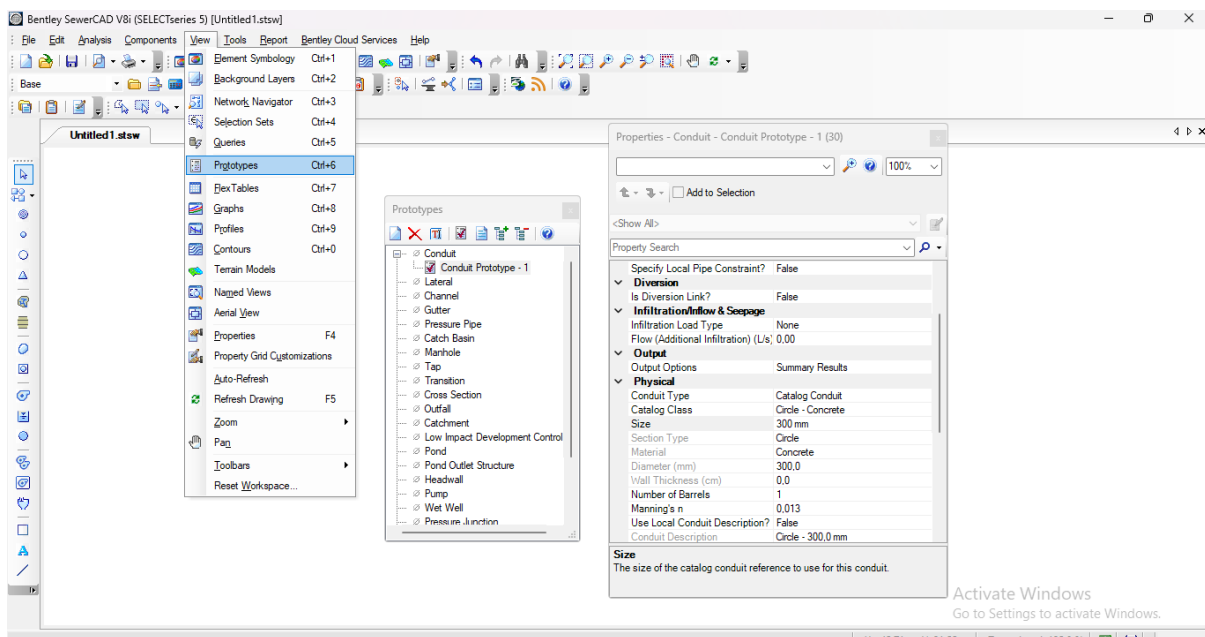 Bentley SewerCAD V8i (SELECTseries 5) [Untitled1.stsw]
File Edit Analysis Components View Tools Report Bentley Cloud Services Help
Base
Untitled1.stsw
Element Symbology Ctrl+1
Background Layers Ctrl+2
Network Navigator Ctrl+3
Selection Sets Ctrl+4
Queries Ctrl+5
Prototypes Ctrl+6
FlexTables Ctrl+7
Graphs Ctrl+8
Profiles Ctrl+9
Contours Ctrl+0
Terrain Models
Named Views
Aerial View
Properties F4
Property Grid Customizations
Auto-Refresh
Refresh Drawing F5
Zoom
Pan
Toolbars
Reset Workspace...
Prototypes
Conduit
Conduit Prototype - 1
Lateral
Channel
Gutter
Pressure Pipe
Catch Basin
Manhole
Tap
Transition
Cross Section
Outfall
Catchment
Low Impact Development Control
Pond
Pond Outlet Structure
Headwall
Pump
Wet Well
Pressure Junction
Properties - Conduit - Conduit Prototype - 1 (30)
100%
Add to Selection
<Show All>
Property Search
Specify Local Pipe Constraint? False
Diversion
Is Diversion Link? False
Infiltration/Inflow & Seepage
Infiltration Load Type None
Flow (Additional Infiltration) (L/s) 0,00
Output
Output Options Summary Results
Physical
Conduit Type Catalog Conduit
Catalog Class Circle - Concrete
Size 300 mm
Section Type Circle
Material Concrete
Diameter (mm) 300,0
Wall Thickness (cm) 0,0
Number of Barrels 1
Manning's n 0,013
Use Local Conduit Description? False
Conduit Description Circle - 300,0 mm
Size
The size of the catalog conduit reference to use for this conduit.
Activate Windows
Go to Settings to activate Windows.